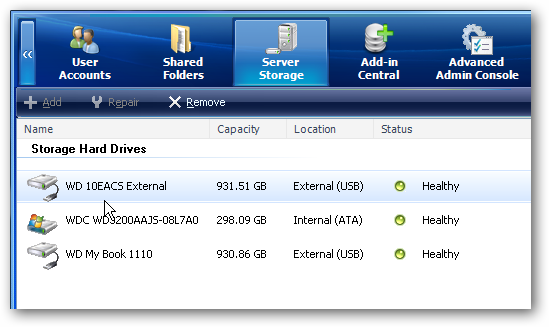 «
User Accounts
Shared Folders
Server Storage
Add-in Central
Advanced Admin Console
Add Repair Remove
Name Capacity Location Status
Storage Hard Drives
WD 10EACS External 931.51 GB External (USB) Healthy
WDC WD3200AAJS-08L7A0 298.09 GB Internal (ATA) Healthy
WD My Book 1110 930.86 GB External (USB) Healthy